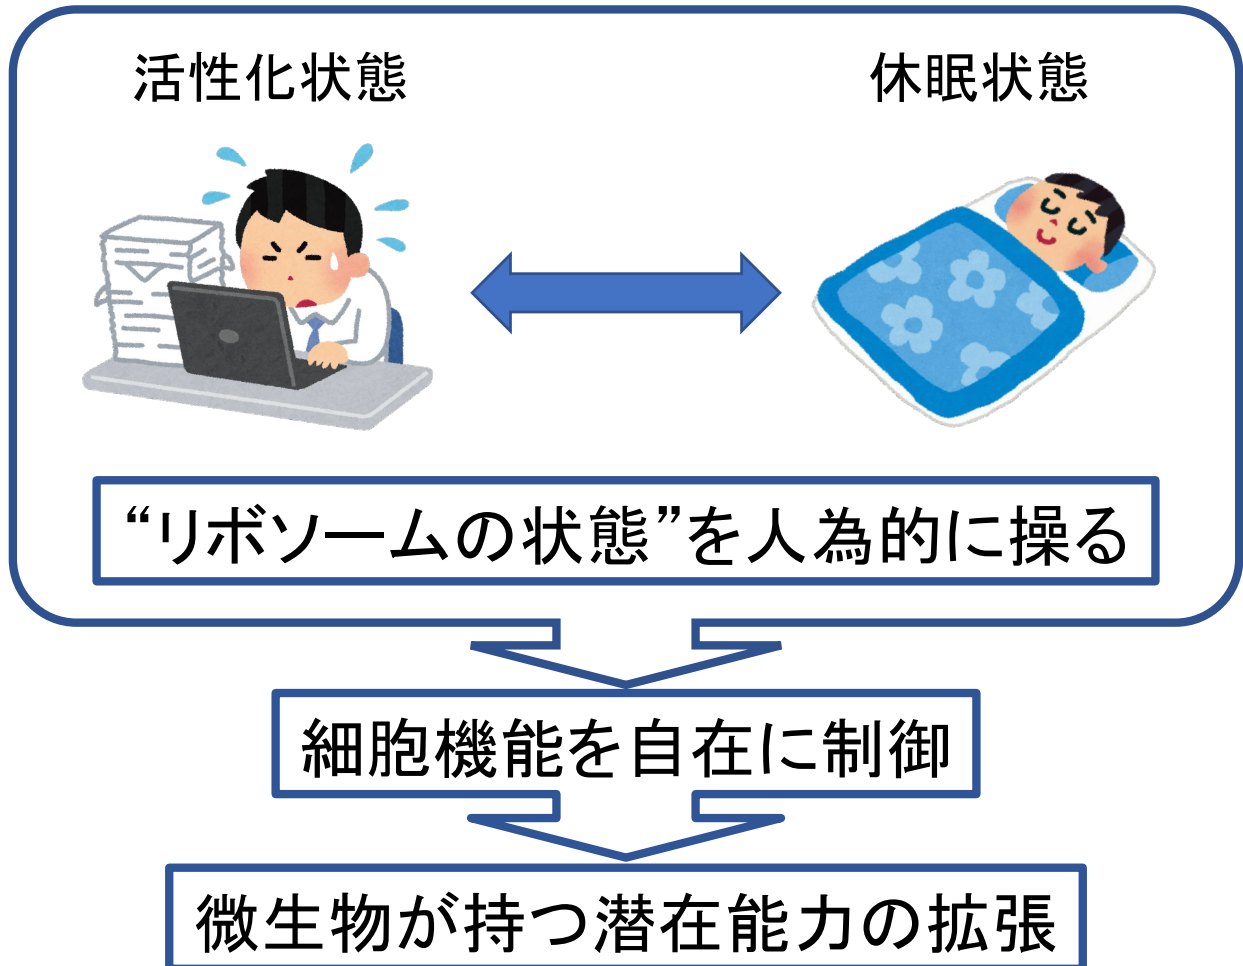 活性化状態
休眠状態
“リボソームの状態”を人為的に操る
細胞機能を自在に制御
微生物が持つ潜在能力の拡張